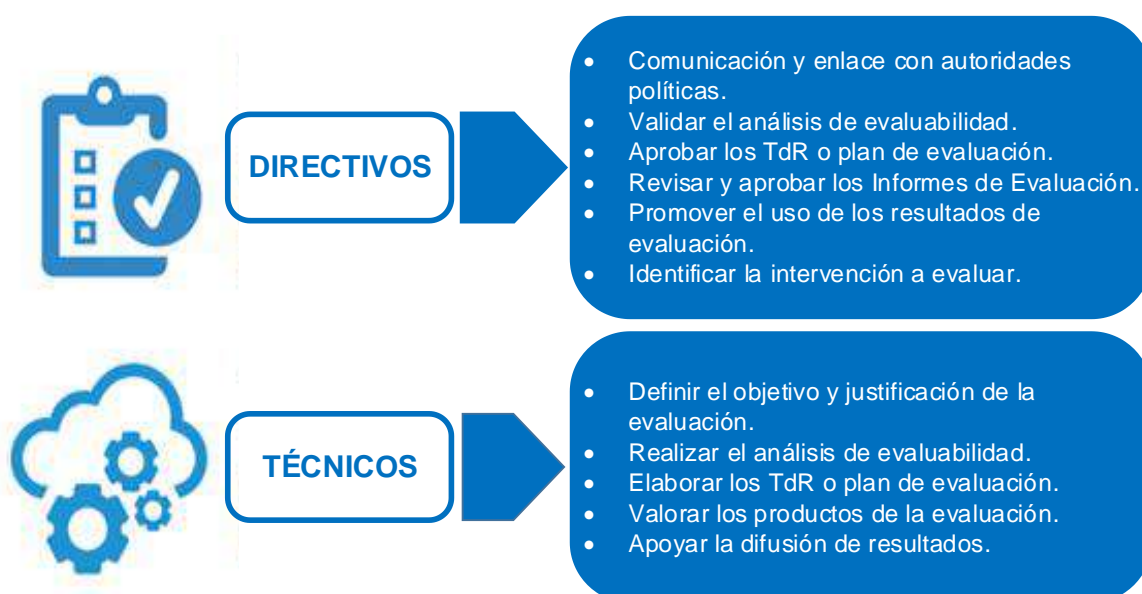 DIRECTIVOS
• Comunicación y enlace con autoridades
políticas.
• Validar el análisis de evaluabilidad.
• Aprobar los TdR o plan de evaluación.
• Revisar y aprobar los Informes de Evaluación.
• Promover el uso de los resultados de
evaluación.
• Identificar la intervención a evaluar.
TÉCNICOS
• Definir el objetivo y justificación de la
evaluación.
• Realizar el análisis de evaluabilidad.
• Elaborar los TdR o plan de evaluación.
• Valorar los productos de la evaluación.
• Apoyar la difusión de resultados.